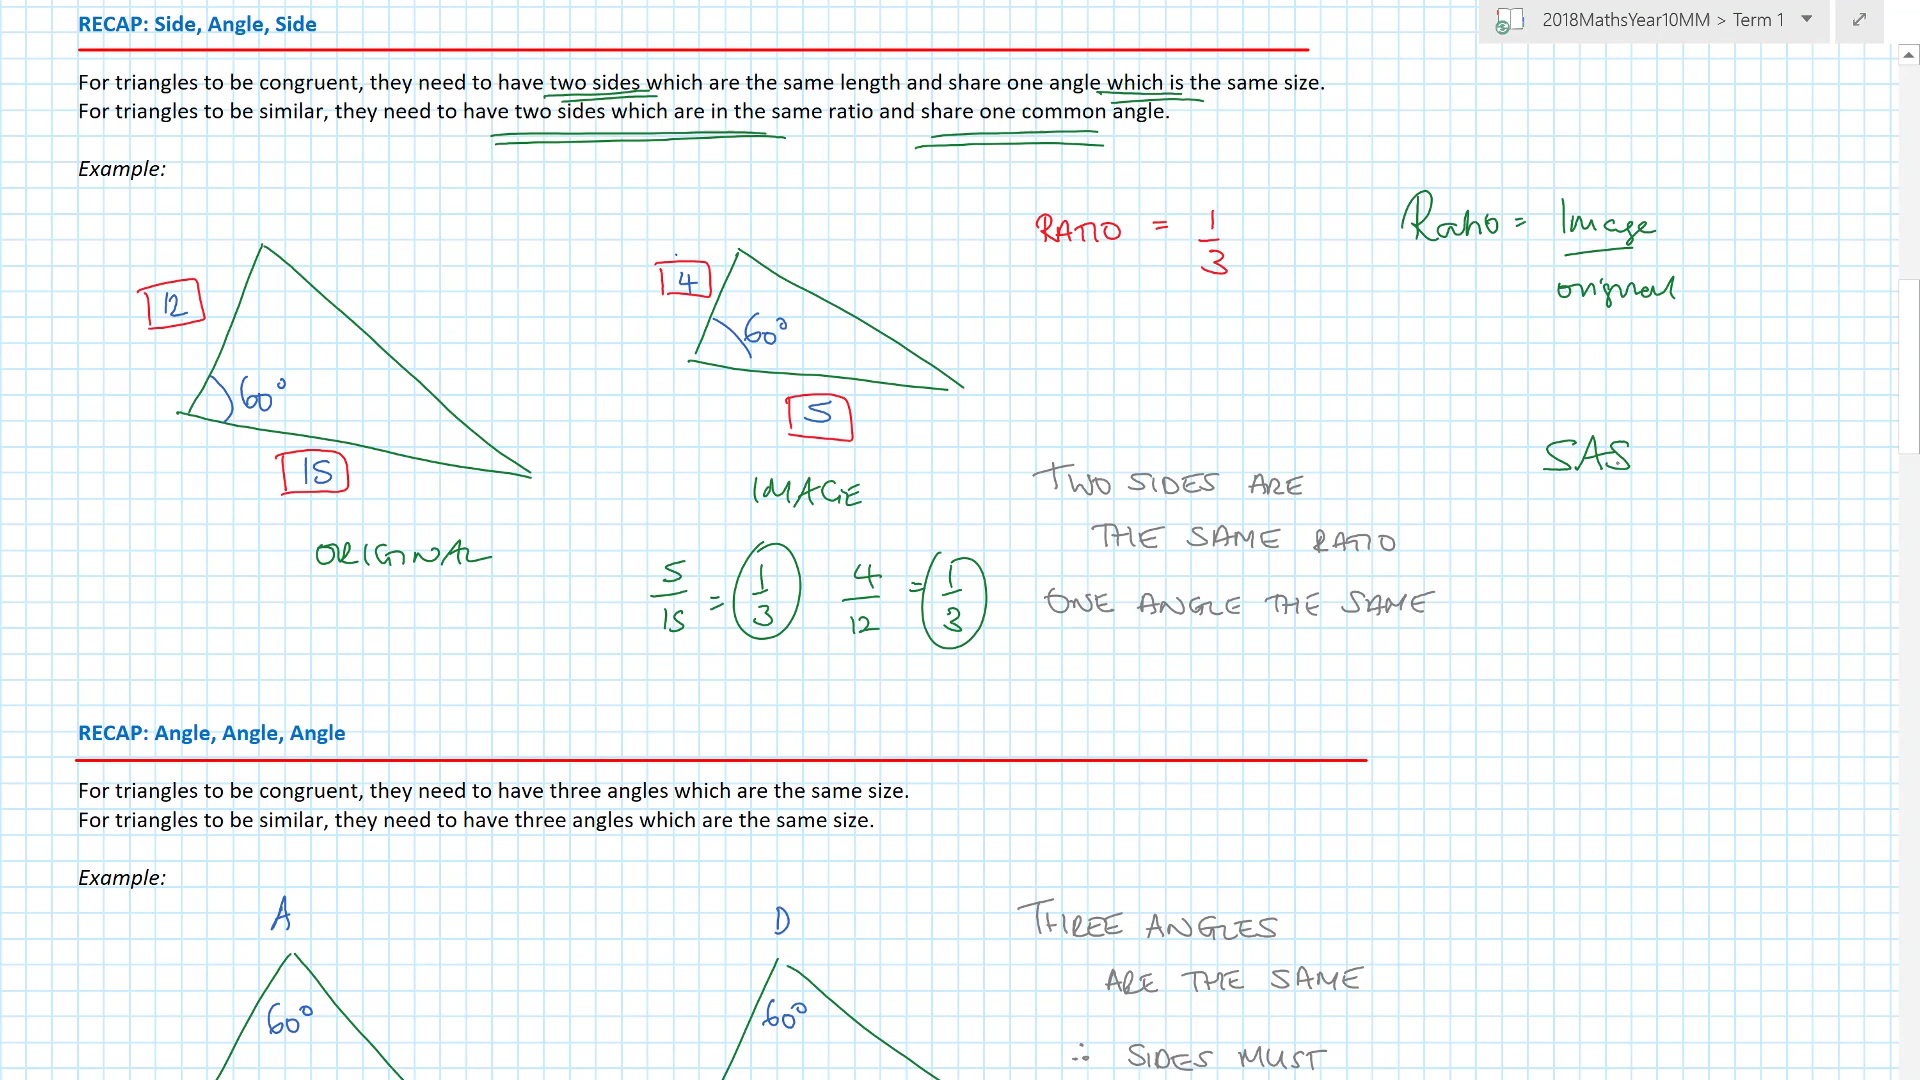 RECAP: Side, Angle, Side
2018MathsYear10MM > Term 1
For triangles to be congruent, they need to have two sides which are the same length and share one angle which is the same size.
For triangles to be similar, they need to have two sides which are in the same ratio and share one common angle.
Example:
RATIO = 1/3
Ratio = Image/original
12
60°
15
ORIGINAL
4
60°
5
IMAGE
5/15 = 1/3
4/12 = 1/3
SAS
TWO SIDES ARE
THE SAME RATIO
ONE ANGLE THE SAME
RECAP: Angle, Angle, Angle
For triangles to be congruent, they need to have three angles which are the same size.
For triangles to be similar, they need to have three angles which are the same size.
Example:
A
60°
D
60°
THREE ANGLES
ARE THE SAME
∴ SIDES MUST